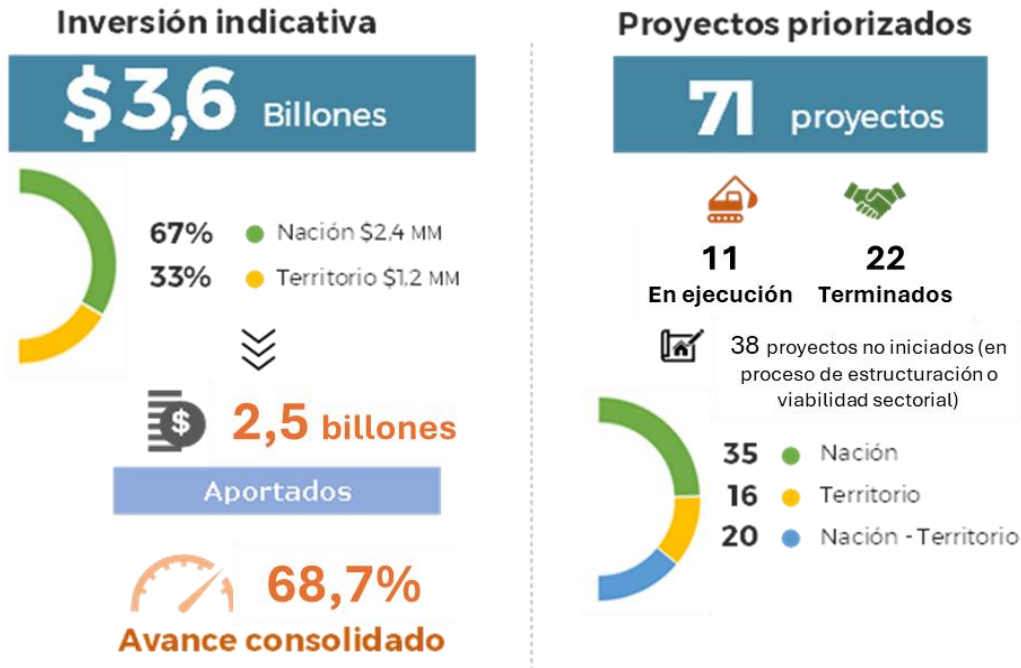 Inversión indicativa
$3,6 Billones
67% Nación $2,4 MM
33% Territorio $1,2 MM
$
2,5 billones
Aportados
68,7%
Avance consolidado
Proyectos priorizados
71 proyectos
11
En ejecución
22
Terminados
38 proyectos no iniciados (en
proceso de estructuración o
viabilidad sectorial)
35 Nación
16 Territorio
20 Nación - Territorio